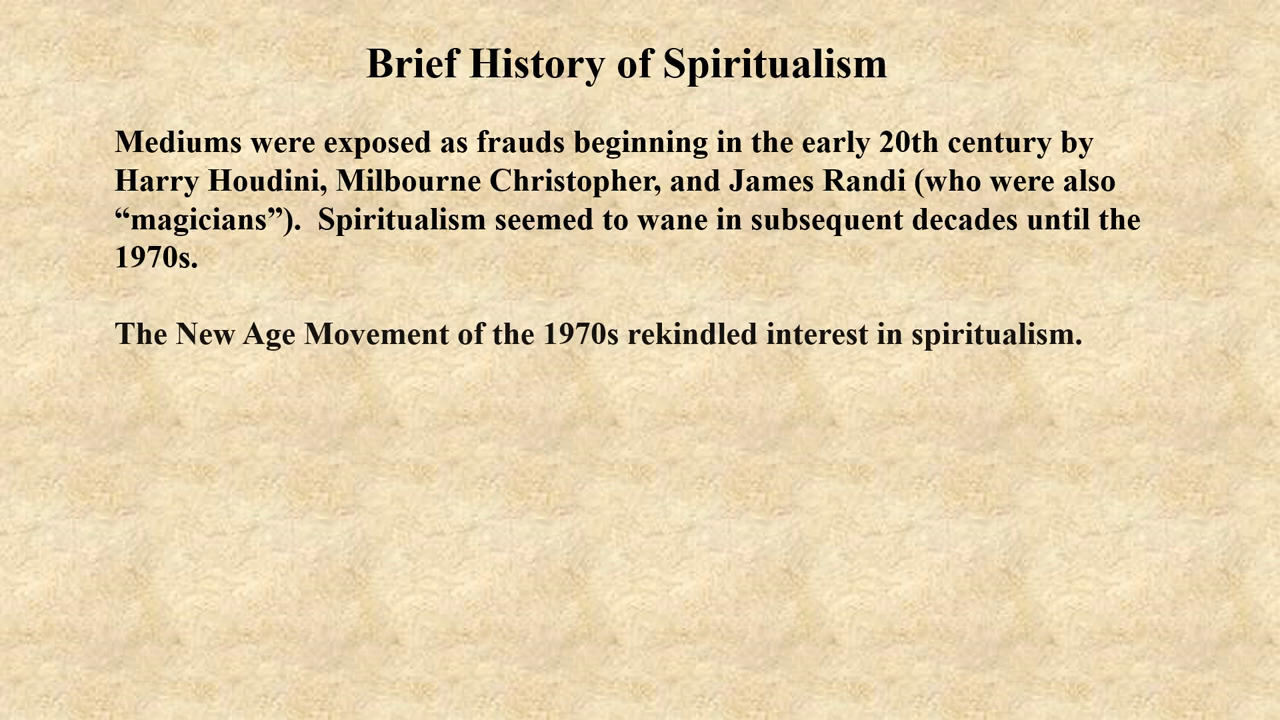 Brief History of Spiritualism
Mediums were exposed as frauds beginning in the early 20th century by
Harry Houdini, Milbourne Christopher, and James Randi (who were also
“magicians”).  Spiritualism seemed to wane in subsequent decades until the
1970s.
The New Age Movement of the 1970s rekindled interest in spiritualism.